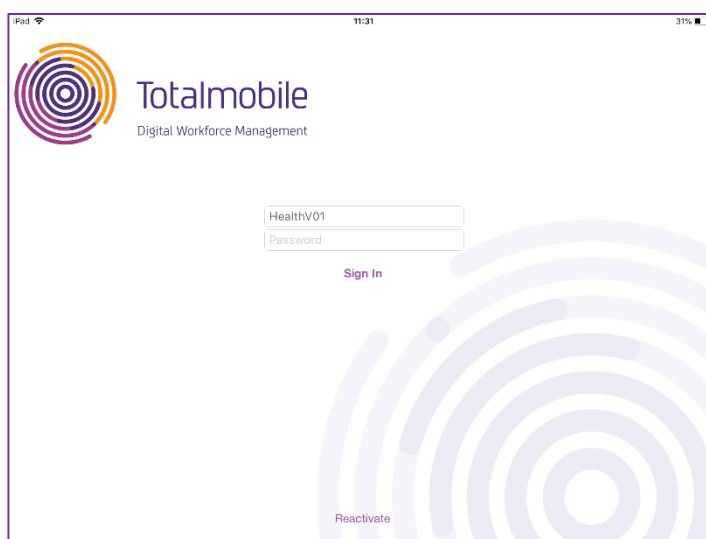 iPad 11:31 31%
Totalmobile
Digital Workforce Management
HealthV01
Password
Sign In
Reactivate